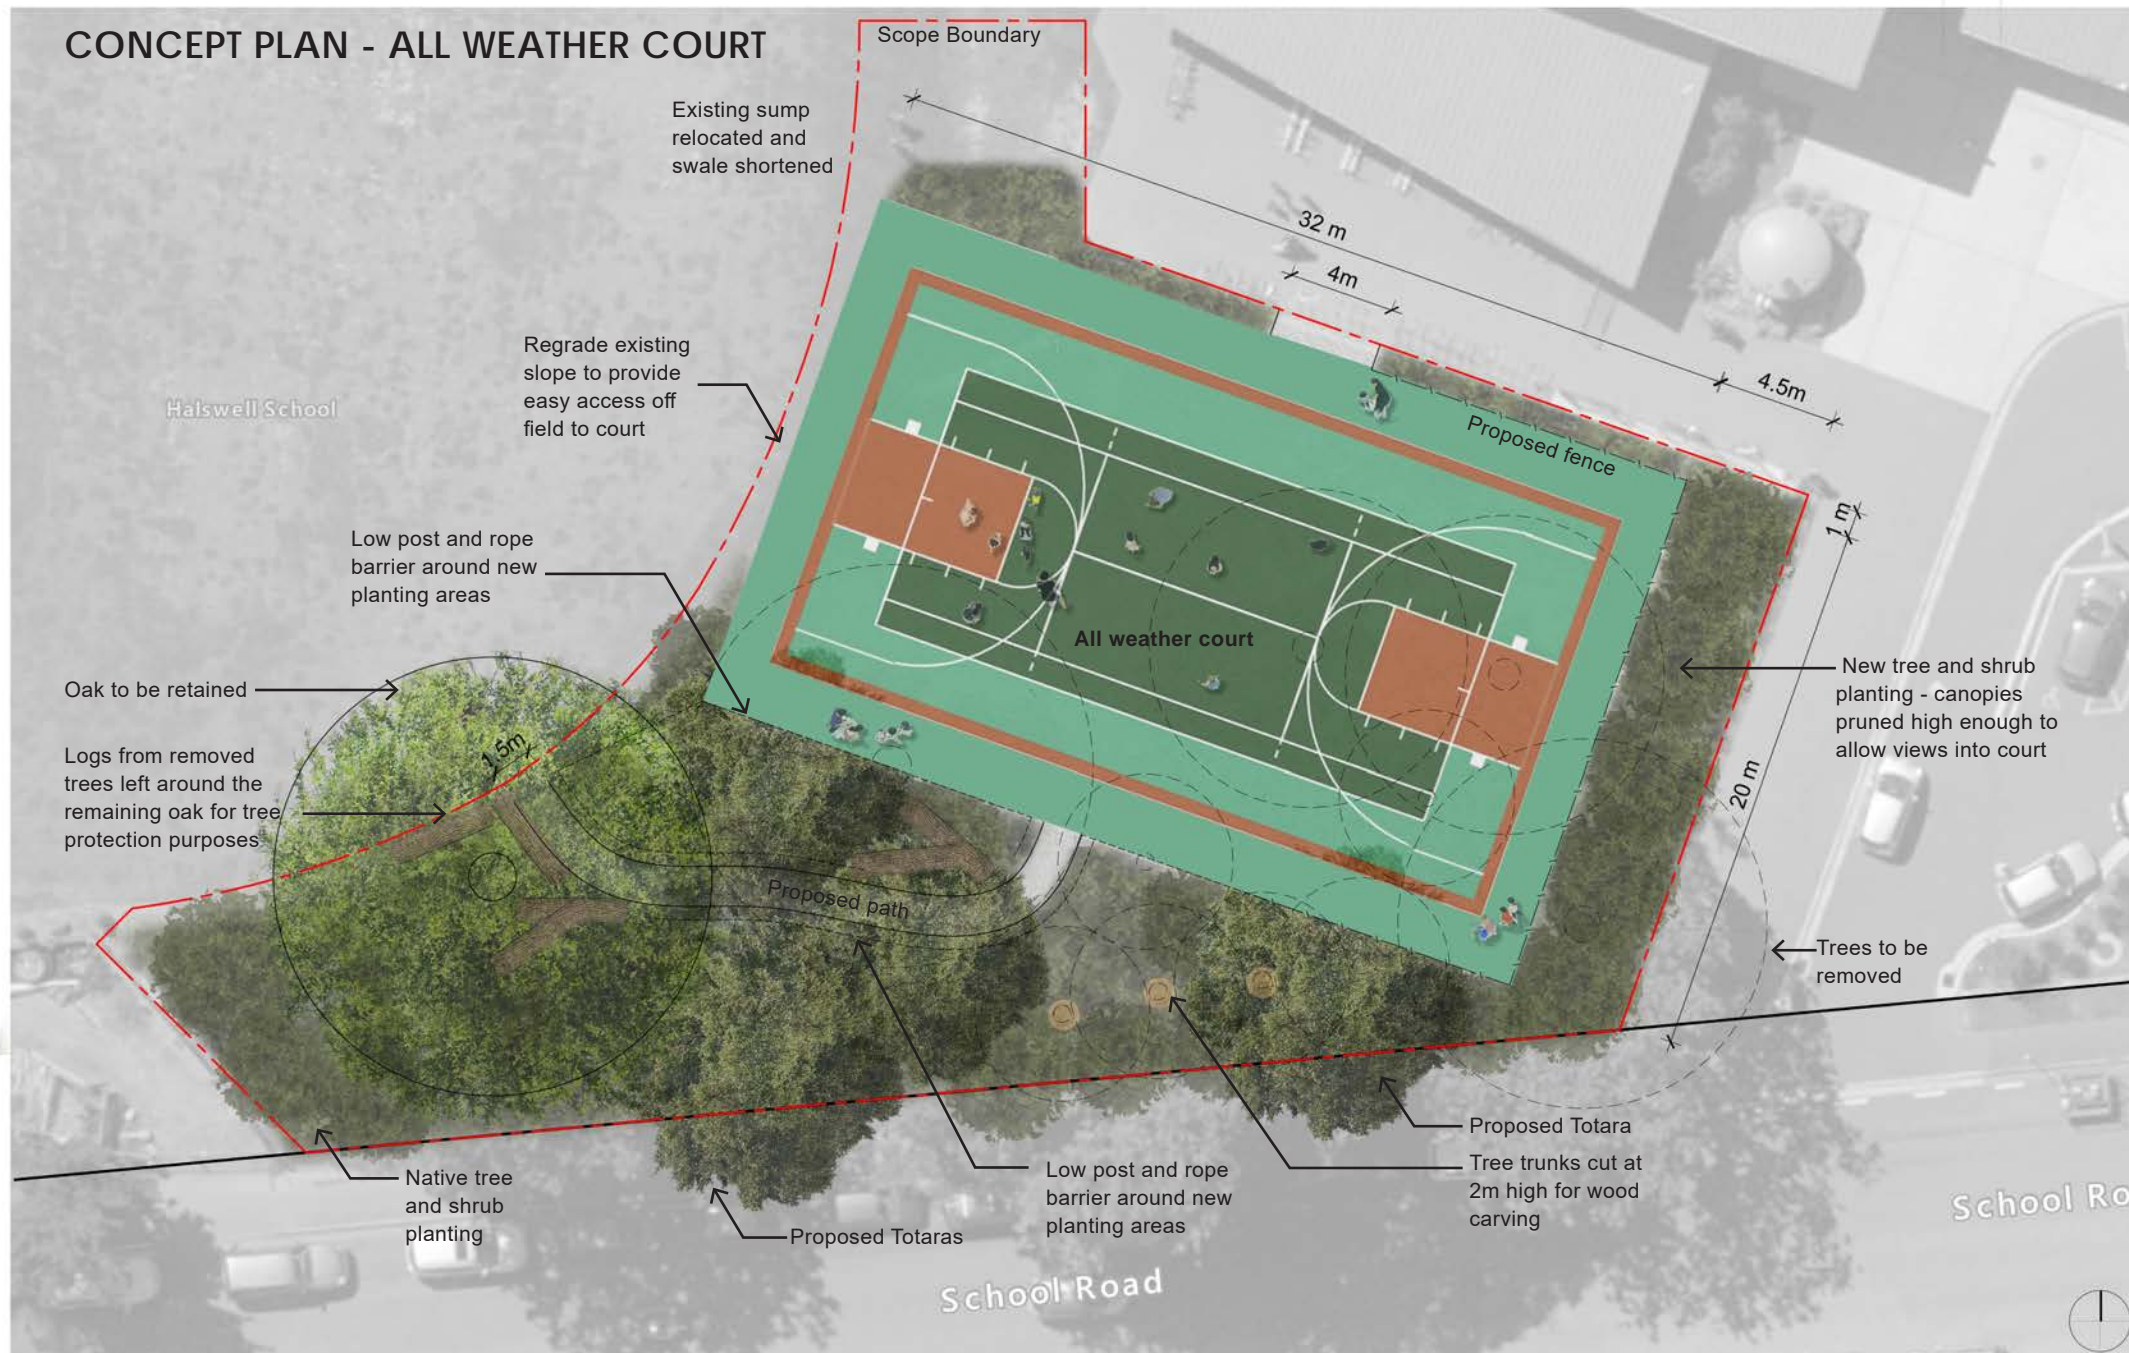 CONCEPT PLAN - ALL WEATHER COURT
Scope Boundary
Existing sump
relocated and
swale shortened
32 m
4m
4.5m
Regrade existing
slope to provide
easy access off
field to court
Halswell School
Proposed fence
1 m
Low post and rope
barrier around new
planting areas
All weather court
New tree and shrub
planting - canopies
pruned high enough to
allow views into court
Oak to be retained
1.5m
Logs from removed
trees left around the
remaining oak for tree
protection purposes
20 m
Proposed path
Trees to be
removed
Proposed Totara
Tree trunks cut at
2m high for wood
carving
Low post and rope
barrier around new
planting areas
Native tree
and shrub
planting
Proposed Totaras
School Ro
School Road